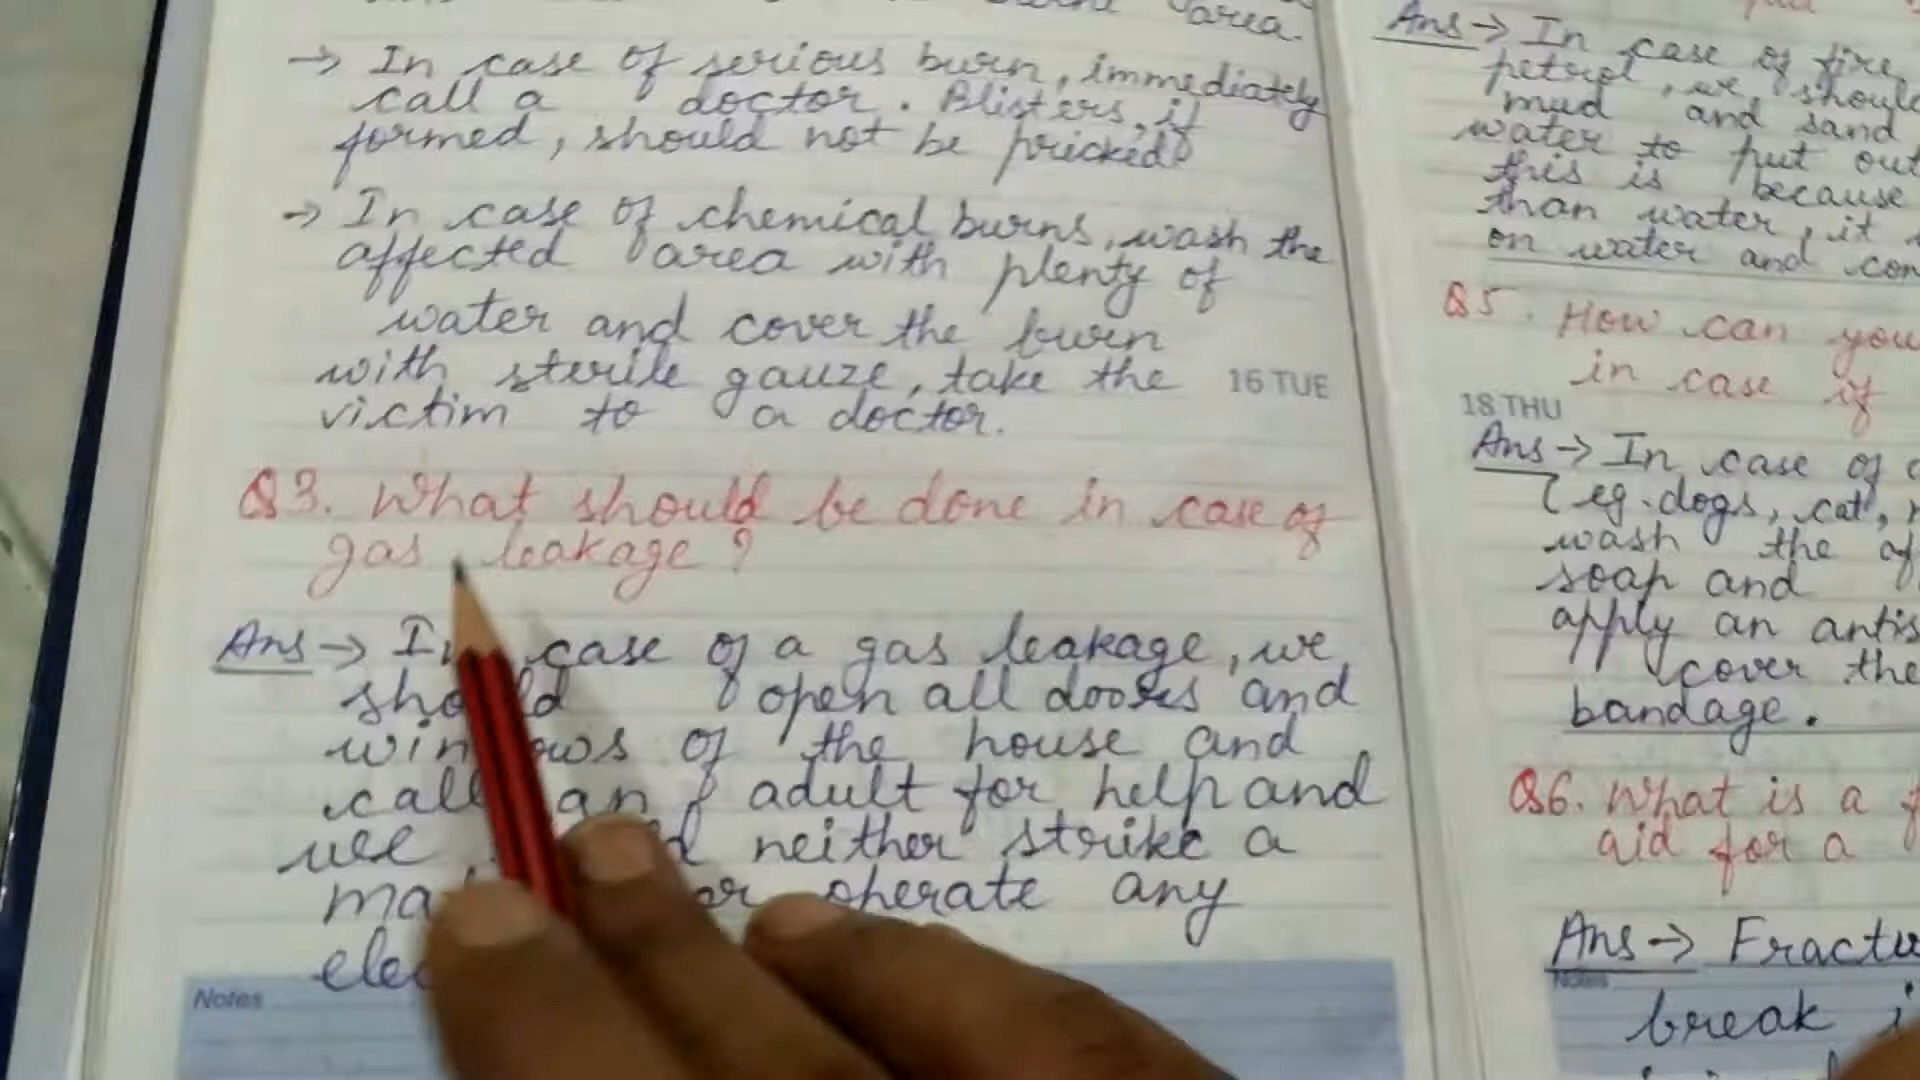 area.
→ In case of serious burn, immediately
call a doctor. Blisters, if
formed, should not be pricked
→ In case of chemical burns, wash the
affected area with plenty of
water and cover the burn
with sterile gauze, take the
victim to a doctor.
16 TUE
Q3. What should be done in case of
gas leakage?
Ans → In case of a gas leakage, we
should open all doors and
windows of the house and
call an adult for help and
neither strike a
operate any
Notes
Ans → In case of fire
petrol, we should
mud and sand
water to put out
this is because
than water, it
on water and
Q5. How can you
in case if
18 THU
Ans → In case of
(eg. dogs, cat,
wash the
soap and
apply an
cover the
bandage.
Q6. What is a
aid for a
Ans →
Notes
break